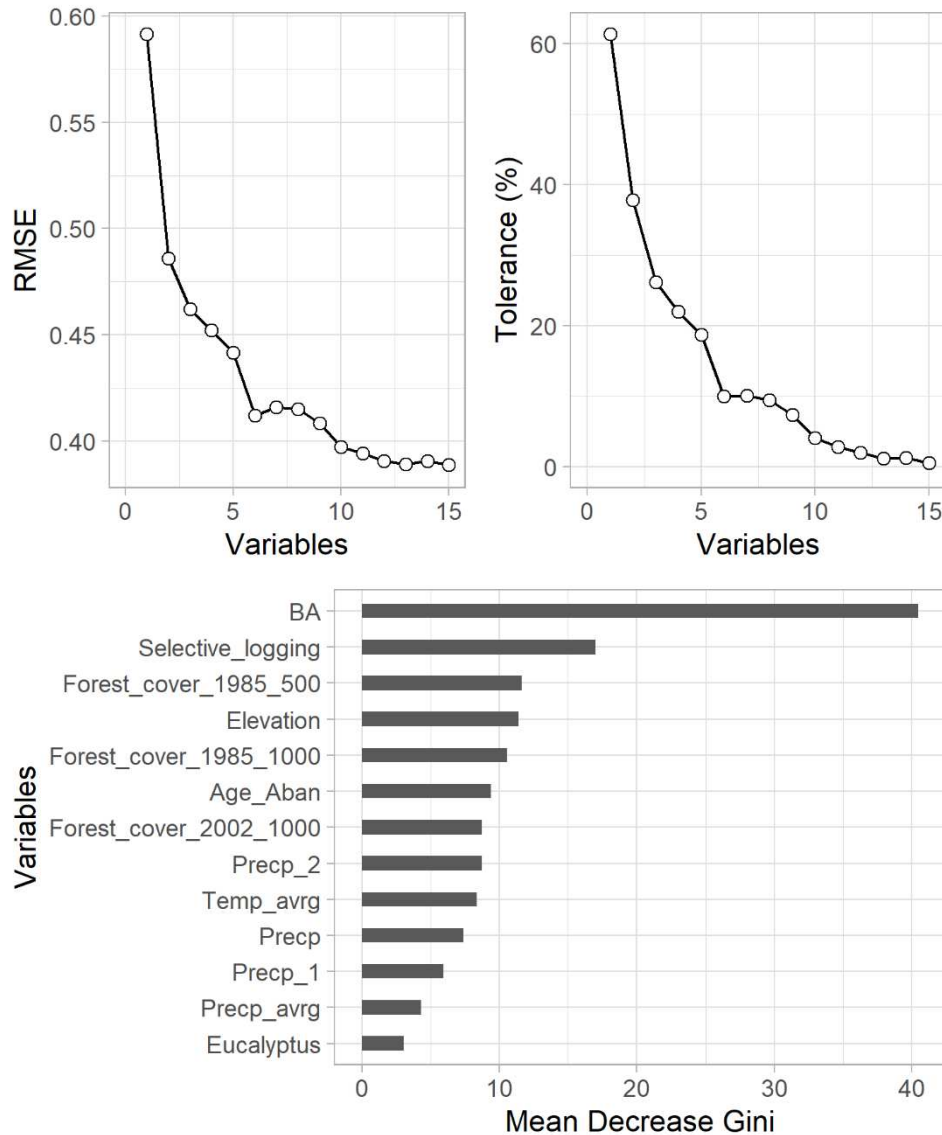 RMSE
0.60
0.55
0.50
0.45
0.40
0 5 10 15
Variables
Tolerance (%)
60
40
20
0
0 5 10 15
Variables
Variables
BA
Selective_logging
Forest_cover_1985_500
Elevation
Forest_cover_1985_1000
Age_Aban
Forest_cover_2002_1000
Precp_2
Temp_avrg
Precp
Precp_1
Precp_avrg
Eucalyptus
0 10 20 30 40
Mean Decrease Gini